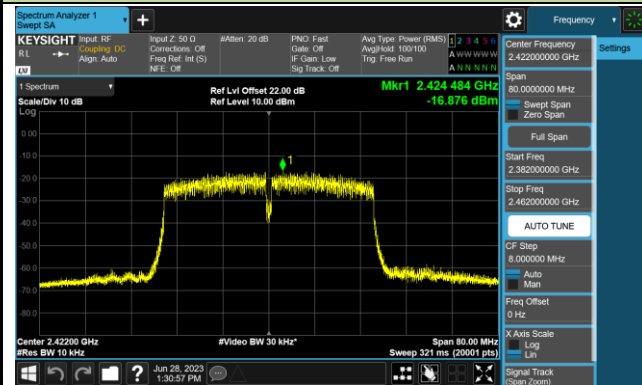 Spectrum Analyzer 1
Swept SA
Frequency
KEYSIGHT
RL
LXI
Input: RF
Coupling: DC
Align: Auto
Input Z: 50 Ω
Corrections: Off
Freq Ref: Int (S)
NFE: Off
#Atten: 20 dB
PNO: Fast
Gate: Off
IF Gain: Low
Sig Track: Off
Avg Type: Power (RMS)
Avg|Hold: 100/100
Trig: Free Run
1 2 3 4 5 6
A W W W W W
A N N N N N
1 Spectrum
Scale/Div 10 dB
Log
Ref Lvl Offset 22.00 dB
Ref Level 10.00 dBm
Mkr1 2.424 484 GHz
-16.876 dBm
0.00
-10.0
-20.0
-30.0
-40.0
-50.0
-60.0
-70.0
-80.0
1
Center 2.42200 GHz
#Res BW 10 kHz
#Video BW 30 kHz*
Span 80.00 MHz
Sweep 321 ms (20001 pts)
Jun 28, 2023
1:30:57 PM
Center Frequency
2.422000000 GHz
Settings
Span
80.0000000 MHz
Swept Span
Zero Span
Full Span
Start Freq
2.382000000 GHz
Stop Freq
2.462000000 GHz
AUTO TUNE
CF Step
8.000000 MHz
Auto
Man
Freq Offset
0 Hz
X Axis Scale
Log
Lin
Signal Track
(Span Zoom)